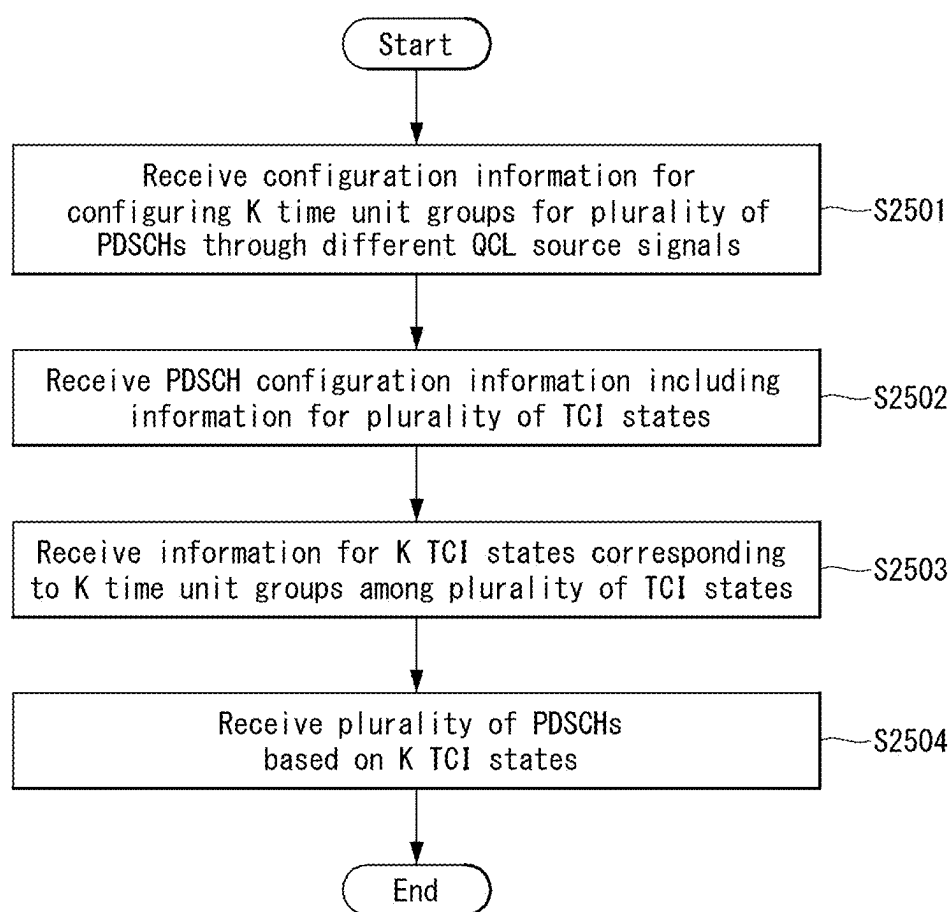 Start
Receive configuration information for
configuring K time unit groups for plurality of
PDSCHs through different QCL source signals
S2501
Receive PDSCH configuration information including
information for plurality of TCI states
S2502
Receive information for K TCI states corresponding
to K time unit groups among plurality of TCI states
S2503
Receive plurality of PDSCHs
based on K TCI states
S2504
End